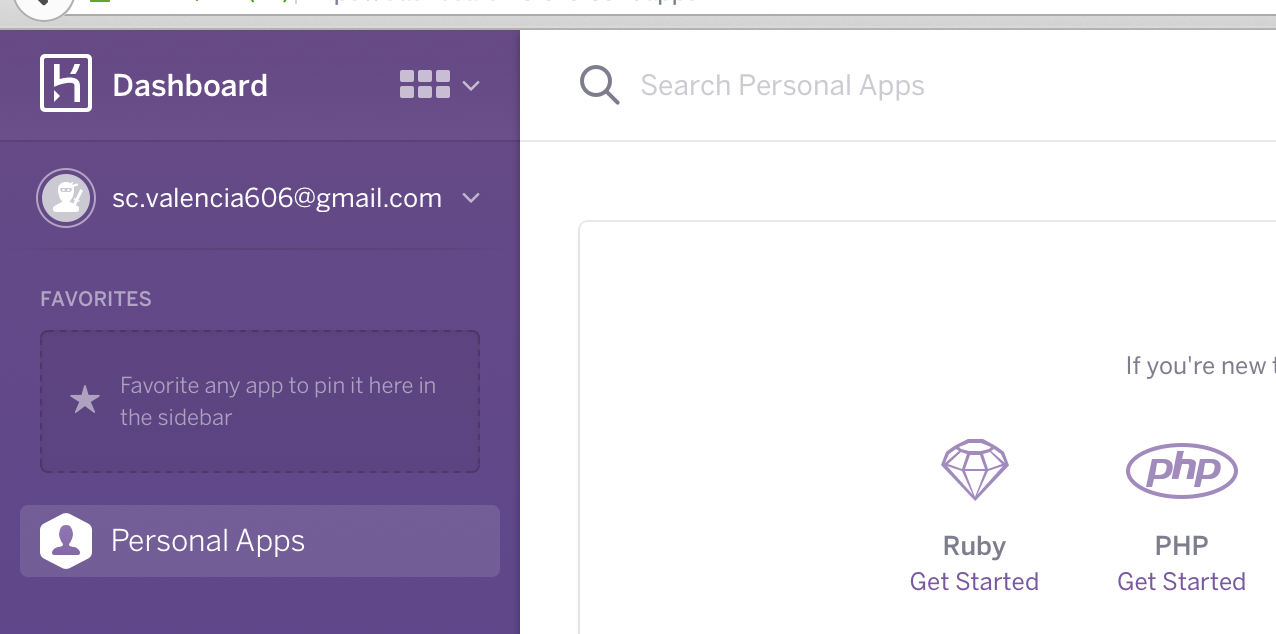 Dashboard
Search Personal Apps
sc.valencia606@gmail.com
FAVORITES
Favorite any app to pin it here in
the sidebar
Personal Apps
If you're new
php
Ruby
PHP
Get Started
Get Started